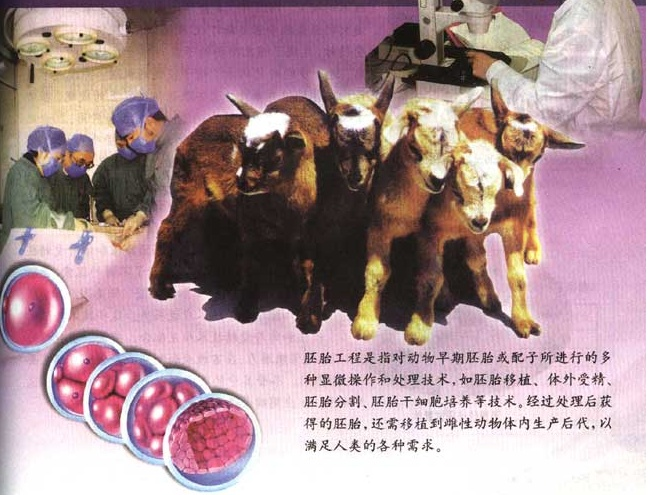 胚胎工程是指对动物早期胚胎或配子所进行的多
种显微操作和处理技术,如胚胎移植、体外受精、
胚胎分割、胚胎干细胞培养等技术。经过处理后获
得的胚胎,还需移植到雌性动物体内生产后代,以
满足人类的各种需求。